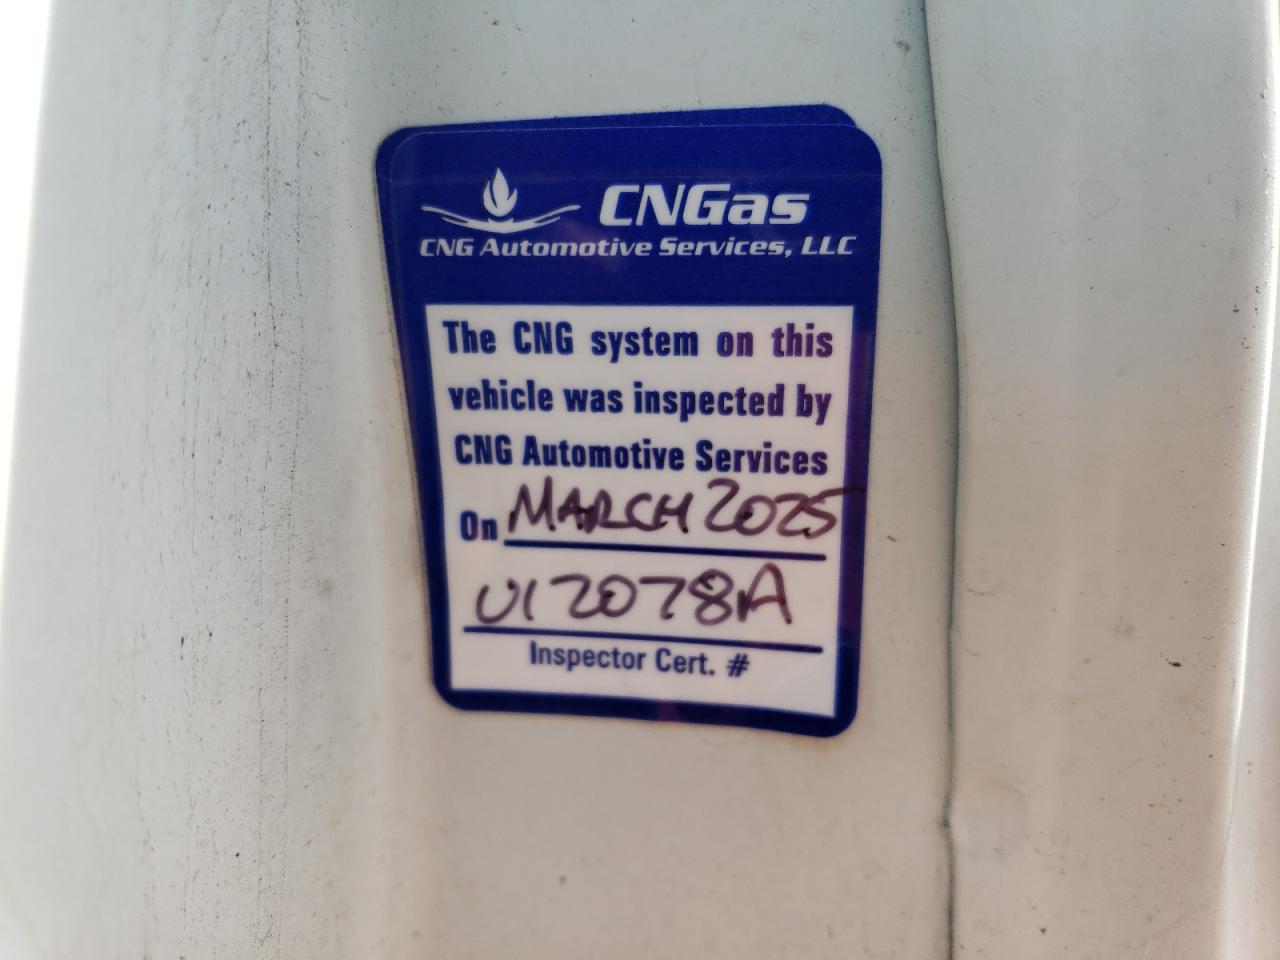 CNGas
CNG Automotive Services, LLC
The CNG system on this
vehicle was inspected by
CNG Automotive Services
On MARCH 2025
U12078A
Inspector Cert. #